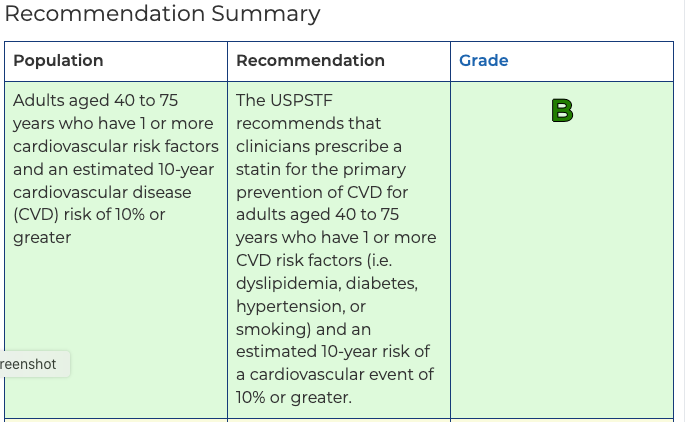 Recommendation Summary
Population
Recommendation
Grade
Adults aged 40 to 75
years who have 1 or more
cardiovascular risk factors
and an estimated 10-year
cardiovascular disease
(CVD) risk of 10% or
greater
The USPSTF
recommends that
clinicians prescribe a
statin for the primary
prevention of CVD for
adults aged 40 to 75
years who have 1 or more
CVD risk factors (i.e.
dyslipidemia, diabetes,
hypertension, or
smoking) and an
estimated 10-year risk of
a cardiovascular event of
10% or greater.
B
reenshot